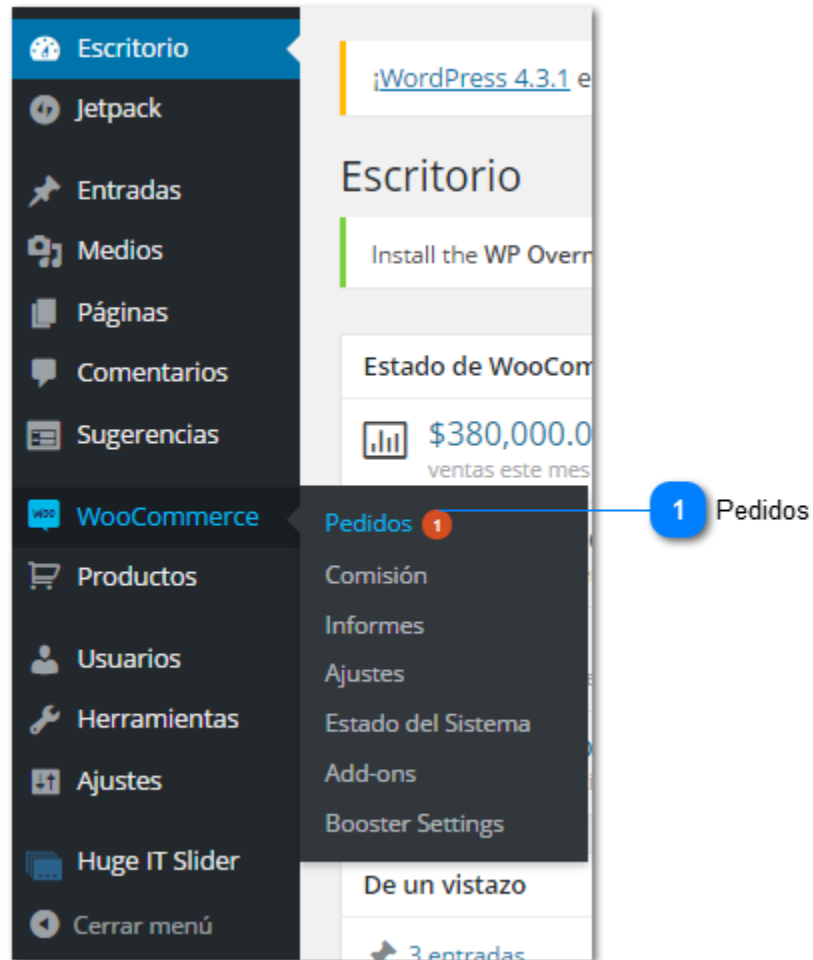 Escritorio
Jetpack
Entradas
Medios
Páginas
Comentarios
Sugerencias
WooCommerce
Productos
Usuarios
Herramientas
Ajustes
Huge IT Slider
Cerrar menú
¡WordPress 4.3.1 e
Escritorio
Install the WP Overn
Estado de WooCom
$380,000.0
ventas este mes
Pedidos 1
Comisión
Informes
Ajustes
Estado del Sistema
Add-ons
Booster Settings
De un vistazo
3 entradas
1 Pedidos